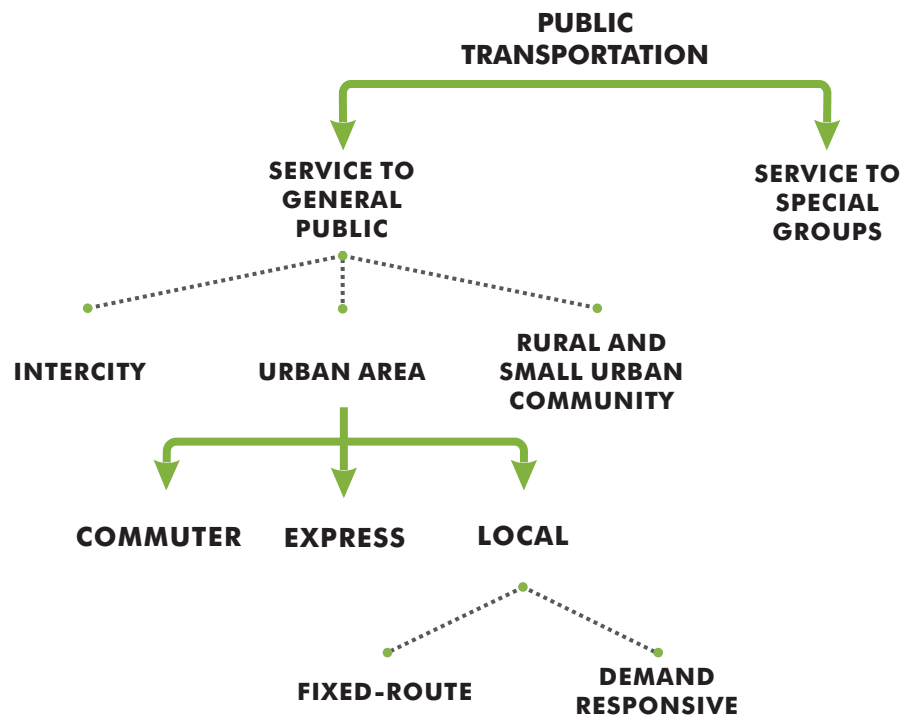 PUBLIC
TRANSPORTATION
SERVICE TO
GENERAL
PUBLIC
SERVICE TO
SPECIAL
GROUPS
INTERCITY
URBAN AREA
RURAL AND
SMALL URBAN
COMMUNITY
COMMUTER
EXPRESS
LOCAL
FIXED-ROUTE
DEMAND
RESPONSIVE